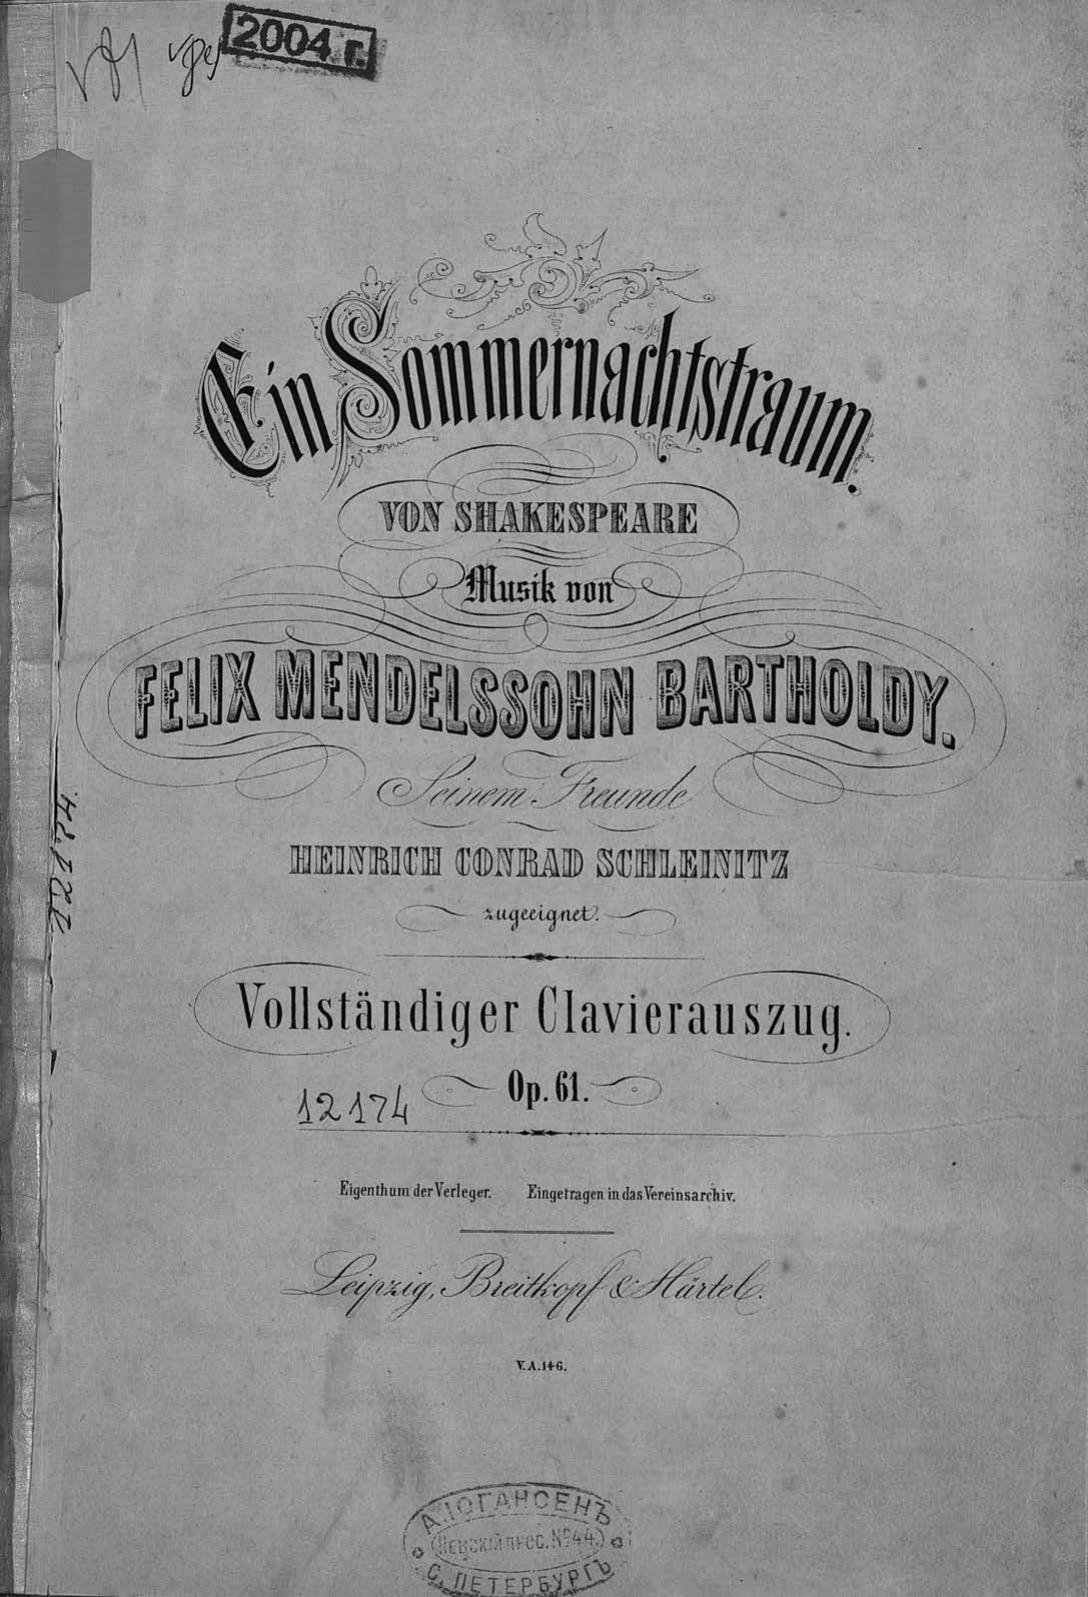 2004 г.
Ein Sommernachtstraum.
VON SHAKESPEARE
Musik von
FELIX MENDELSSOHN BARTHOLDY.
Seinem Freunde
HEINRICH CONRAD SCHLEINITZ
zugeeignet.
12174
Vollständiger Clavierauszug.
Op. 61.
12174
Eigenthum der Verleger. Eingetragen in das Vereinsarchiv.
Leipzig, Breitkopf & Härtel.
V.A.146.
А.ІОГАНСЕНЪ
Невскій прос. №44.
С. ПЕТЕРБУРГЪ